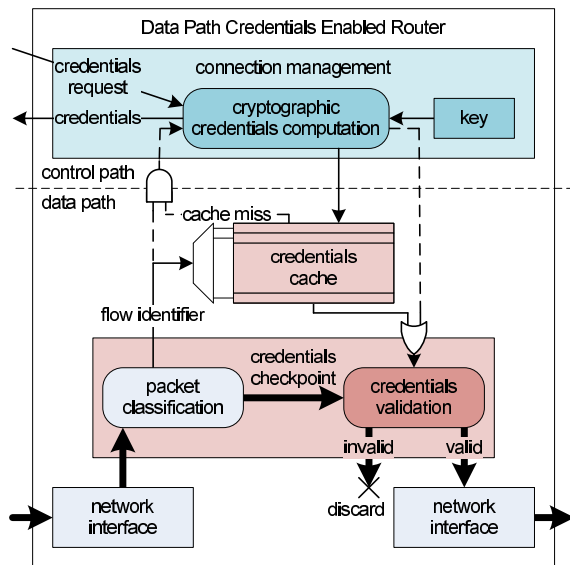 Data Path Credentials Enabled Router
connection management
credentials
request
credentials
cryptographic
credentials computation
key
control path
data path
cache miss
credentials
cache
flow identifier
credentials
checkpoint
packet
classification
credentials
validation
invalid
valid
discard
network
interface
network
interface